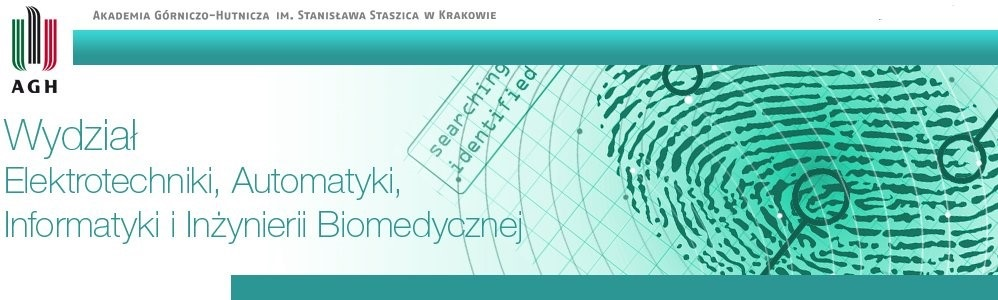 Akademia Górniczo-Hutnicza im. Stanisława Staszica w Krakowie
AGH
searching
identified
Wydział
Elektrotechniki, Automatyki,
Informatyki i Inżynierii Biomedycznej